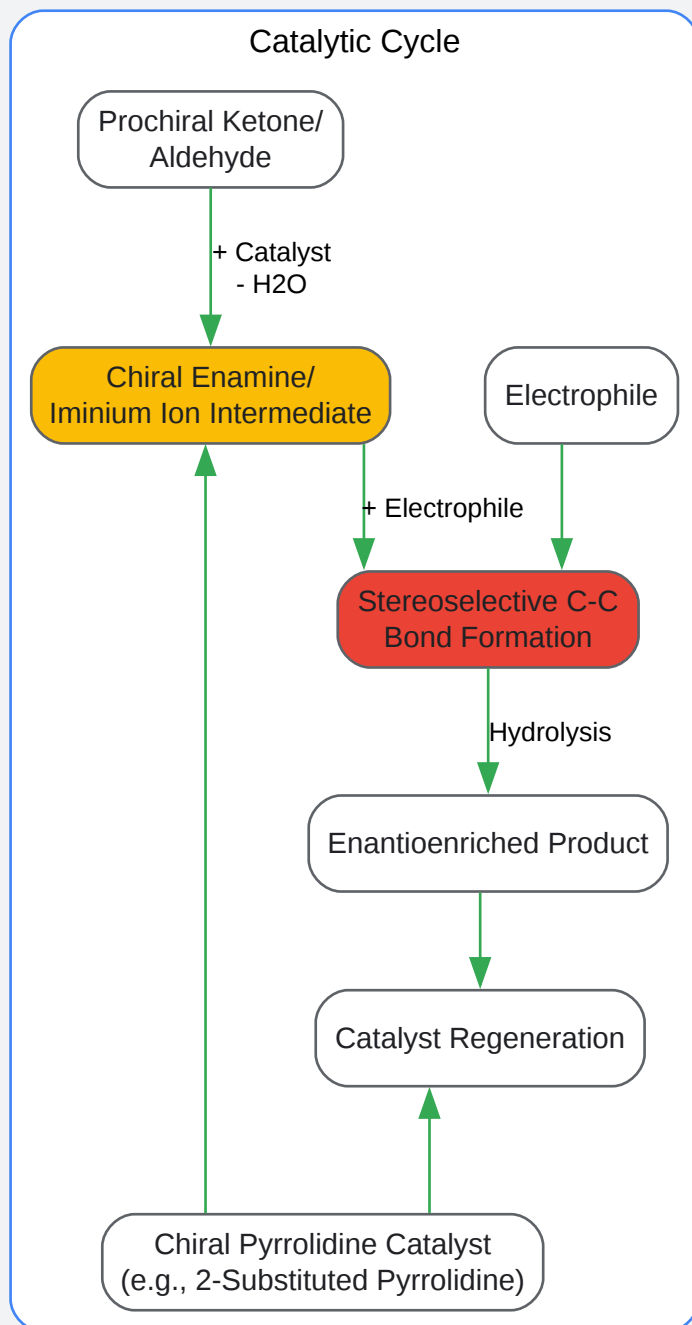 Catalytic Cycle
Prochiral Ketone/
Aldehyde
+ Catalyst
- H2O
Chiral Enamine/
Iminium Ion Intermediate
Electrophile
+ Electrophile
Stereoselective C-C
Bond Formation
Hydrolysis
Enantioenriched Product
Catalyst Regeneration
Chiral Pyrrolidine Catalyst
(e.g., 2-Substituted Pyrrolidine)